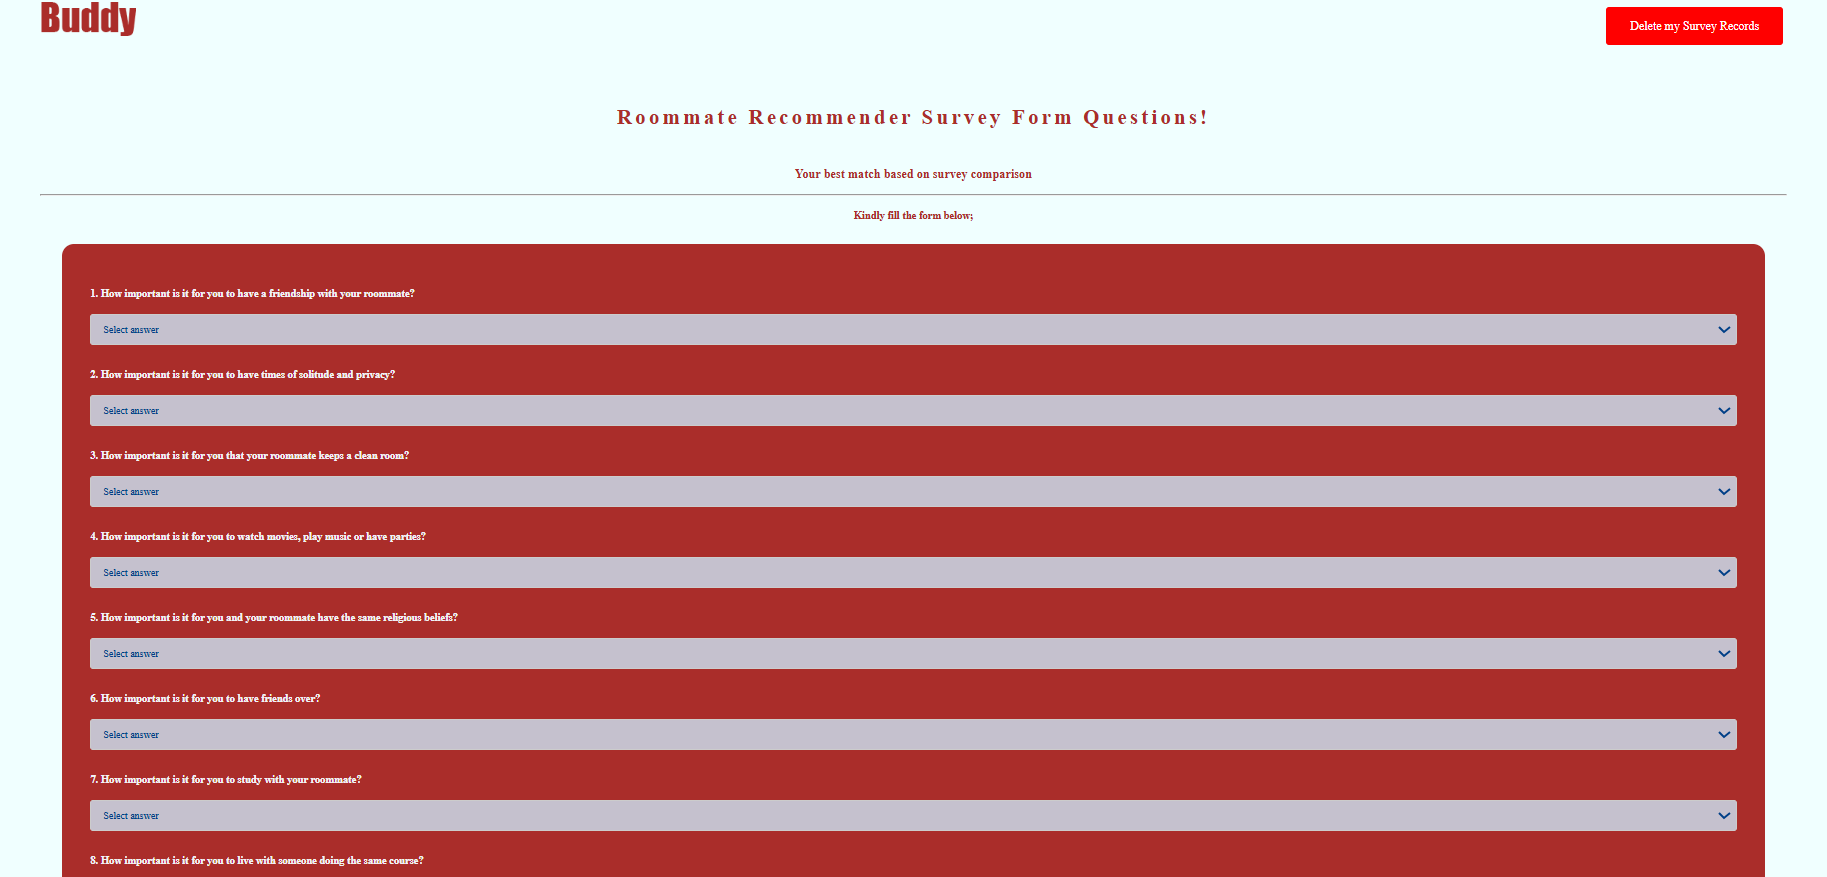 Buddy
Delete my Survey Records
Roommate Recommender Survey Form Questions!
Your best match based on survey comparison
Kindly fill the form below;
1. How important is it for you to have a friendship with your roommate?
Select answer
2. How important is it for you to have times of solitude and privacy?
Select answer
3. How important is it for you that your roommate keeps a clean room?
Select answer
4. How important is it for you to watch movies, play music or have parties?
Select answer
5. How important is it for you and your roommate have the same religious beliefs?
Select answer
6. How important is it for you to have friends over?
Select answer
7. How important is it for you to study with your roommate?
Select answer
8. How important is it for you to live with someone doing the same course?